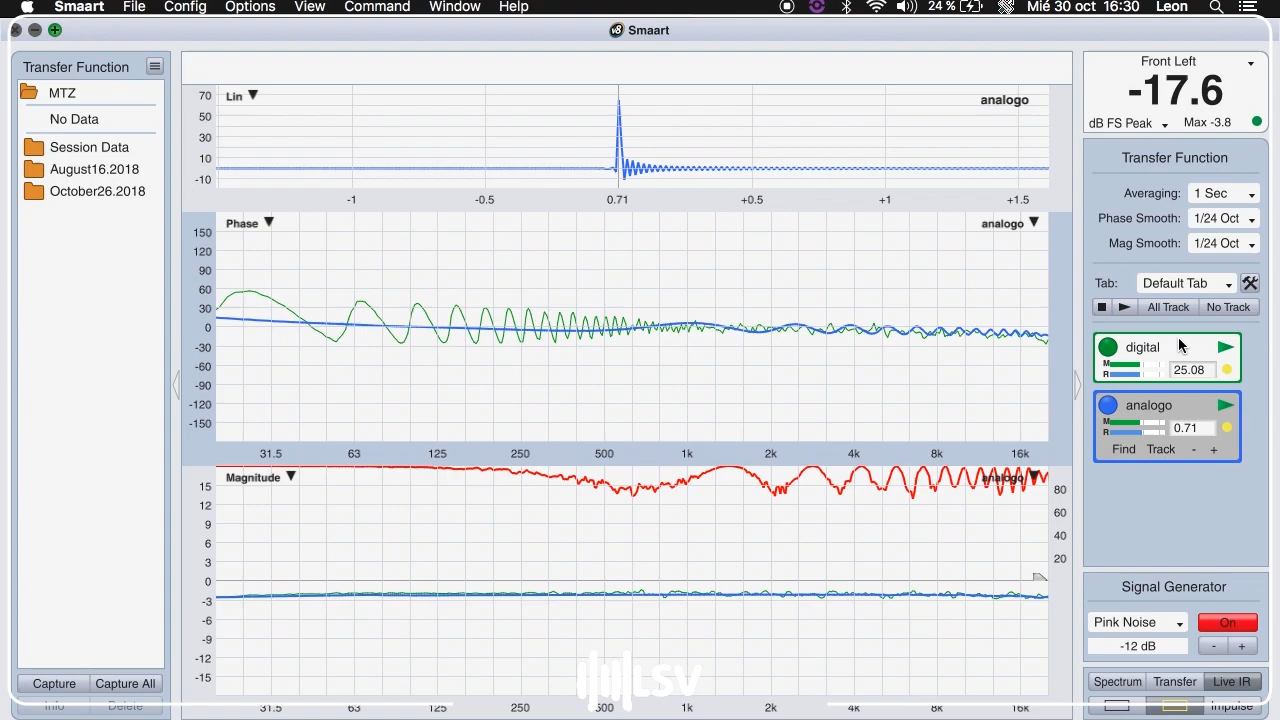 Smaart File Config Options View Command Window Help 24 % Mié 30 oct 16:30 Leon
v8 Smaart
Transfer Function
MTZ
No Data
Session Data
August16.2018
October26.2018
Capture Capture All
Info Delete
Lin analogo
70
50
30
10
-10
-1 -0.5 0.71 +0.5 +1 +1.5
Phase analogo
150
120
90
60
30
0
-30
-60
-90
-120
-150
31.5 63 125 250 500 1k 2k 4k 8k 16k
Magnitude analogo
15
12
9
6
3
0
-3
-6
-9
-12
-15
80
60
40
20
31.5 63 125 250 500 1k 2k 4k 8k 16k
LSV
Front Left
-17.6
dB FS Peak Max -3.8
Transfer Function
Averaging: 1 Sec
Phase Smooth: 1/24 Oct
Mag Smooth: 1/24 Oct
Tab: Default Tab
All Track No Track
digital
M
R 25.08
analogo
M
R 0.71
Find Track - +
Signal Generator
Pink Noise On
-12 dB - +
Spectrum Transfer Live IR
Impulse